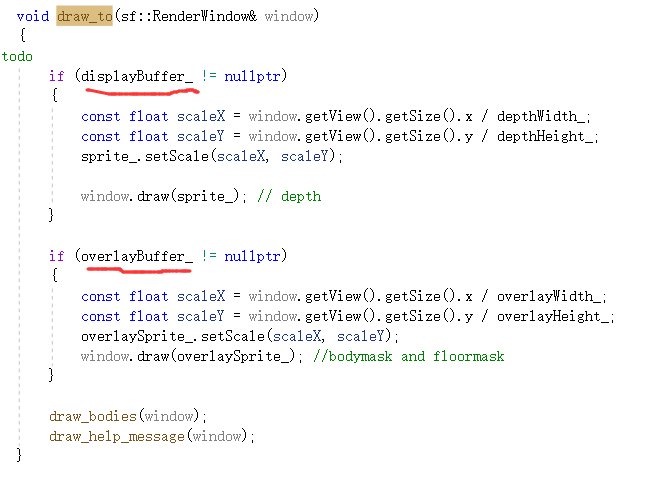 void draw_to(sf::RenderWindow& window)
{
todo
if (displayBuffer_ != nullptr)
{
const float scaleX = window.getView().getSize().x / depthWidth_;
const float scaleY = window.getView().getSize().y / depthHeight_;
sprite_.setScale(scaleX, scaleY);
window.draw(sprite_); // depth
}
if (overlayBuffer_ != nullptr)
{
const float scaleX = window.getView().getSize().x / overlayWidth_;
const float scaleY = window.getView().getSize().y / overlayHeight_;
overlaySprite_.setScale(scaleX, scaleY);
window.draw(overlaySprite_); //bodymask and floormask
}
draw_bodies(window);
draw_help_message(window);
}